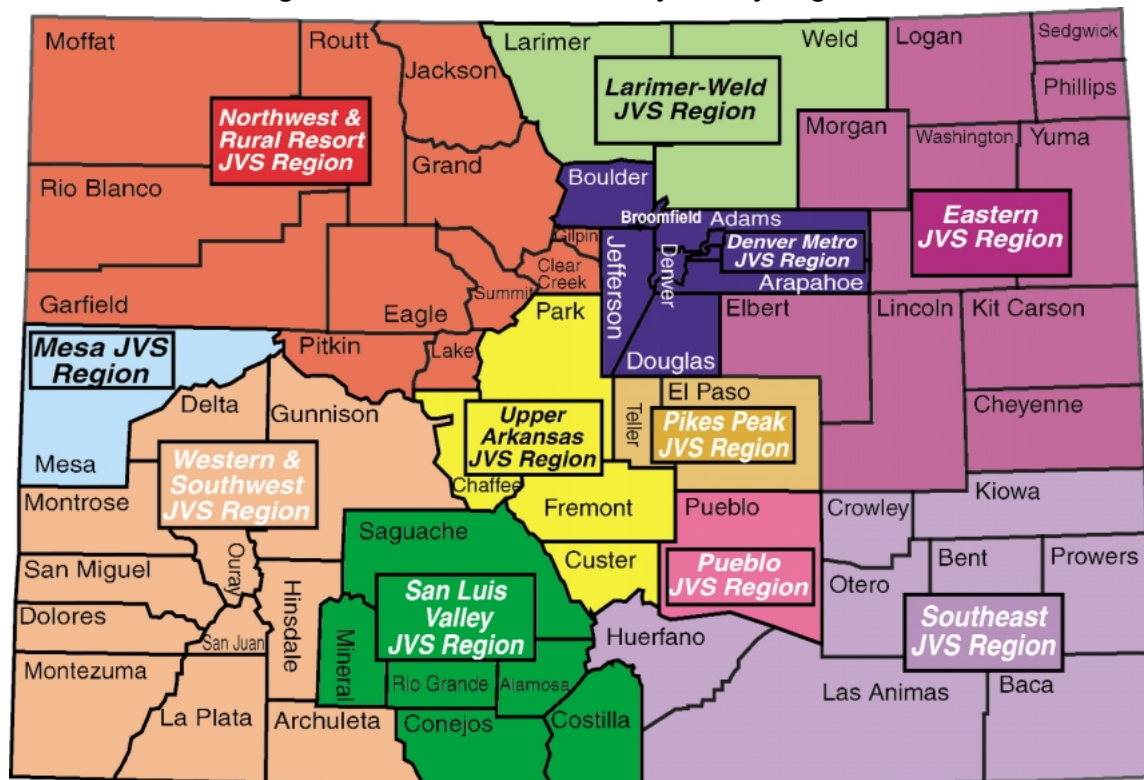 Moffat
Routt
Jackson
Larimer
Weld
Logan
Sedgwick
Phillips
Northwest &
Rural Resort
JVS Region
Larimer-Weld
JVS Region
Morgan
Washington
Yuma
Grand
Rio Blanco
Boulder
Broomfield
Adams
Eastern
JVS Region
Gilpin
Jefferson
Denver
Denver Metro
JVS Region
Clear
Creek
Arapahoe
Garfield
Eagle
Summit
Park
Elbert
Lincoln
Kit Carson
Mesa JVS
Region
Pitkin
Lake
Douglas
Delta
Gunnison
Upper
Arkansas
JVS Region
Teller
El Paso
Pikes Peak
JVS Region
Cheyenne
Mesa
Western &
Southwest
JVS Region
Chaffee
Montrose
Fremont
Pueblo
Crowley
Kiowa
Saguache
Ouray
San Miguel
Custer
Pueblo
JVS Region
Otero
Bent
Prowers
Hinsdale
San Luis
Valley
JVS Region
Dolores
San Juan
Mineral
Huerfano
Southeast
JVS Region
Montezuma
Rio Grande
Alamosa
Las Animas
Baca
La Plata
Archuleta
Conejos
Costilla